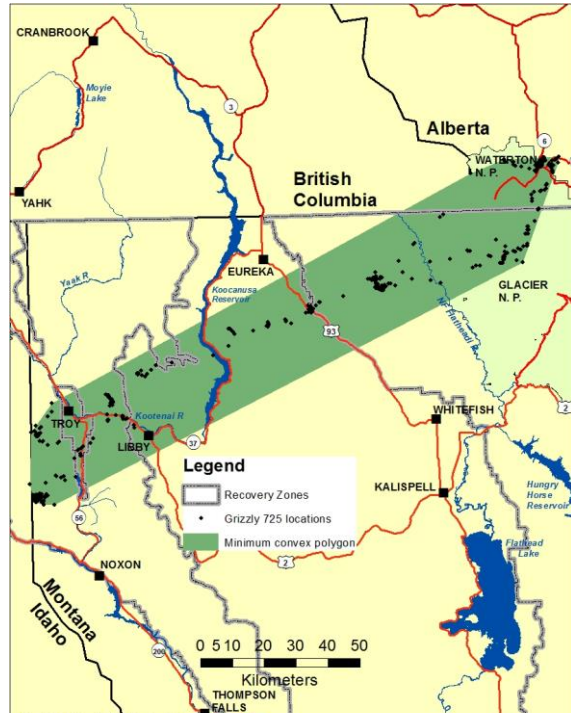 CRANBROOK
Moyie
Lake
3
Alberta
6
WATERTON
N. P.
British
Columbia
YAHK
EUREKA
Yaak R
Koocanusa
Reservoir
GLACIER
N. P.
N. Flathead R
93
2
TROY
Kootenai R
LIBBY
37
WHITEFISH
Legend
Recovery Zones
Grizzly 725 locations
Minimum convex polygon
KALISPELL
Hungry
Horse
Reservoir
56
2
Flathead
Lake
NOXON
Montana
Idaho
200
0 5 10 20 30 40 50
Kilometers
THOMPSON
FALLS